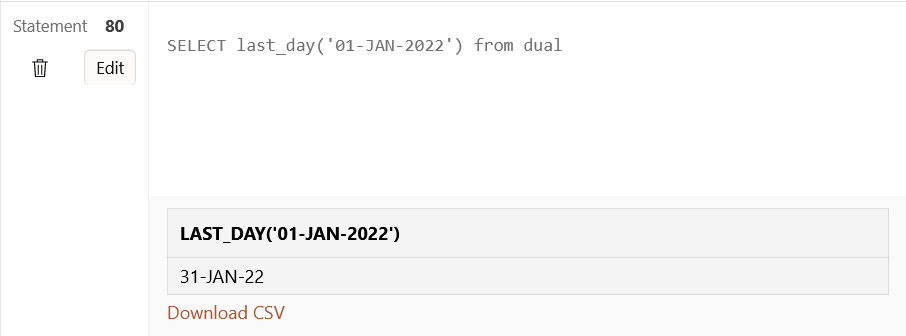 Statement 80
SELECT last_day('01-JAN-2022') from dual
Edit
LAST_DAY('01-JAN-2022')
31-JAN-22
Download CSV